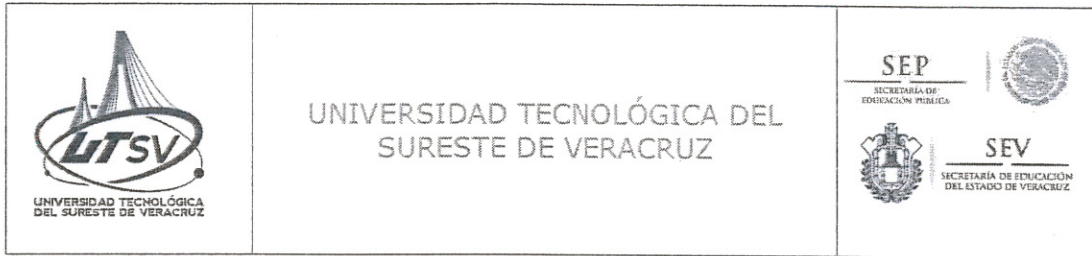 UTSV
UNIVERSIDAD TECNOLÓGICA
DEL SURESTE DE VERACRUZ
UNIVERSIDAD TECNOLÓGICA DEL
SURESTE DE VERACRUZ
SEP
SECRETARÍA DE
EDUCACIÓN PÚBLICA
SEV
SECRETARÍA DE EDUCACIÓN
DEL ESTADO DE VERACRUZ